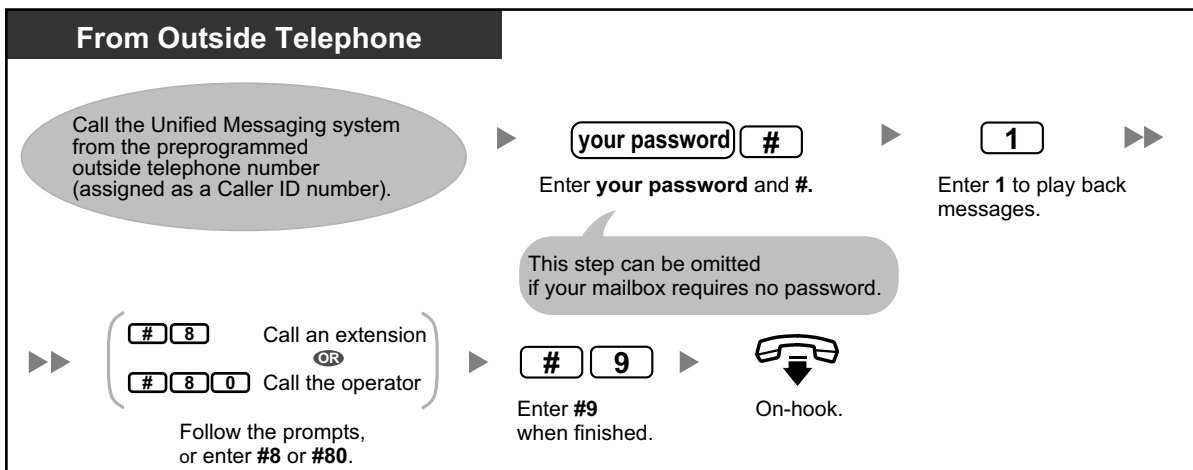 From Outside Telephone
Call the Unified Messaging system
from the preprogrammed
outside telephone number
(assigned as a Caller ID number).
your password #
Enter your password and #.
This step can be omitted
if your mailbox requires no password.
1
Enter 1 to play back
messages.
# 8 Call an extension
OR
# 8 0 Call the operator
Follow the prompts,
or enter #8 or #80.
# 9
Enter #9
when finished.
On-hook.